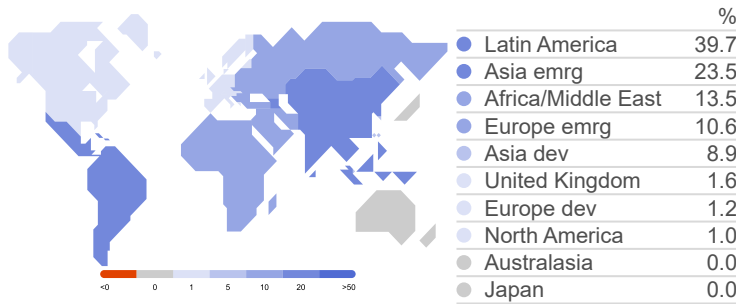 %
Latin America 39.7
Asia emrg 23.5
Africa/Middle East 13.5
Europe emrg 10.6
Asia dev 8.9
United Kingdom 1.6
Europe dev 1.2
North America 1.0
Australasia 0.0
Japan 0.0
<0 0 1 5 10 20 >50